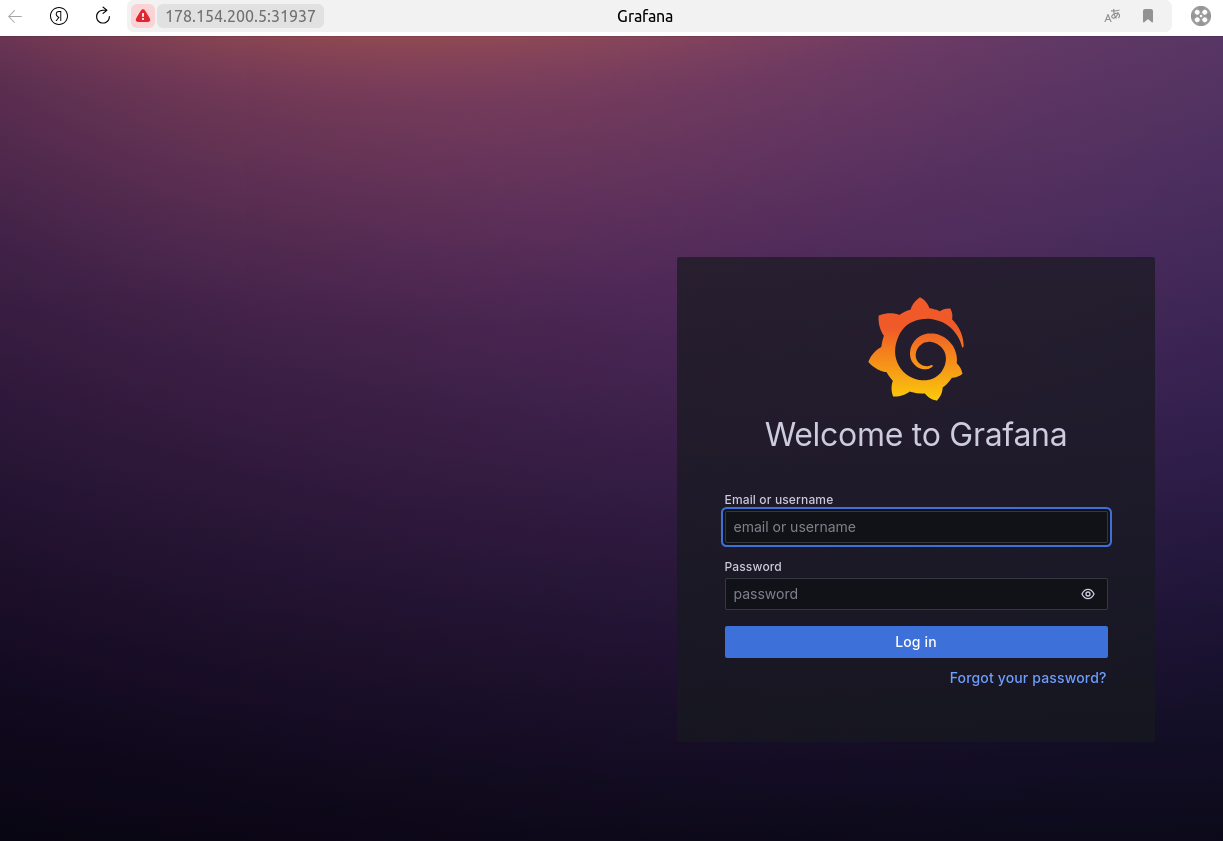 178.154.200.5:31937 Grafana
Welcome to Grafana
Email or username
email or username
Password
password
Log in
Forgot your password?